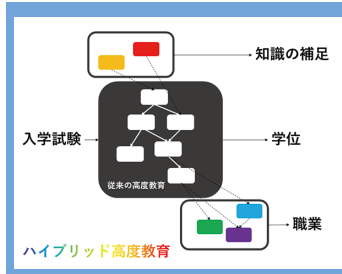 知識の補足
入学試験
学位
従来の高度教育
職業
ハイブリッド高度教育